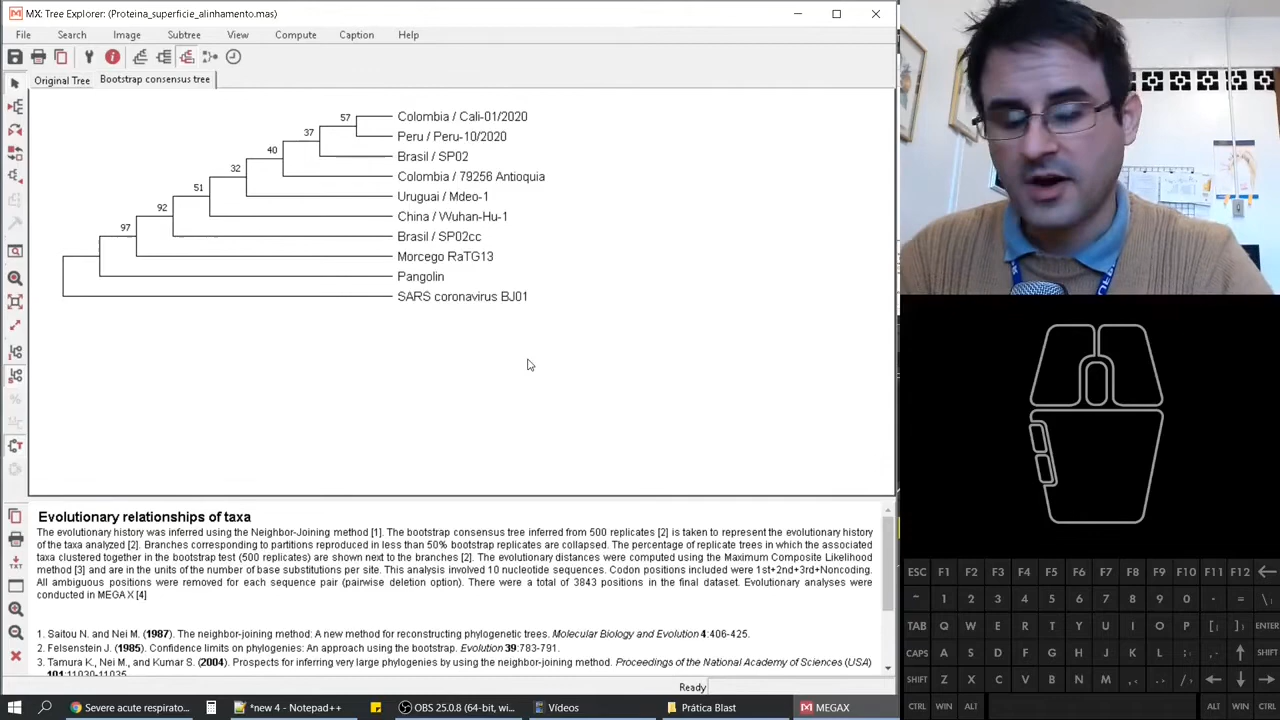 MX: Tree Explorer: (Proteina_superficie_alinhamento.mas)
File Search Image Subtree View Compute Caption Help
Original Tree Bootstrap consensus tree
57 Colombia / Cali-01/2020
37 Peru / Peru-10/2020
40 Brasil / SP02
32 Colombia / 79256 Antioquia
51 Uruguai / Mdeo-1
92 China / Wuhan-Hu-1
97 Brasil / SP02cc
Morcego RaTG13
Pangolin
SARS coronavirus BJ01
Evolutionary relationships of taxa
The evolutionary history was inferred using the Neighbor-Joining method [1]. The bootstrap consensus tree inferred from 500 replicates [2] is taken to represent the evolutionary history
of the taxa analyzed [2]. Branches corresponding to partitions reproduced in less than 50% bootstrap replicates are collapsed. The percentage of replicate trees in which the associated
taxa clustered together in the bootstrap test (500 replicates) are shown next to the branches [2]. The evolutionary distances were computed using the Maximum Composite Likelihood
method [3] and are in the units of the number of base substitutions per site. This analysis involved 10 nucleotide sequences. Codon positions included were 1st+2nd+3rd+Noncoding.
All ambiguous positions were removed for each sequence pair (pairwise deletion option). There were a total of 3843 positions in the final dataset. Evolutionary analyses were
conducted in MEGA X [4]
1. Saitou N. and Nei M. (1987). The neighbor-joining method: A new method for reconstructing phylogenetic trees. Molecular Biology and Evolution 4:406-425.
2. Felsenstein J. (1985). Confidence limits on phylogenies: An approach using the bootstrap. Evolution 39:783-791.
3. Tamura K., Nei M., and Kumar S. (2004). Prospects for inferring very large phylogenies by using the neighbor-joining method. Proceedings of the National Academy of Sciences (USA)
101:11030-11035.
Ready
Severe acute respirato... *new 4 - Notepad++ OBS 25.0.8 (64-bit, wi... Vídeos Prática Blast MEGAX
ESC F1 F2 F3 F4 F5 F6 F7 F8 F9 F10 F11 F12 ←
~ 1 2 3 4 5 6 7 8 9 0 - = \¦
TAB Q W E R T Y U I O P [¦ ]¦ ENTER
CAPS A S D F G H J K L ;. ,¨ ↑ SHIFT
SHIFT Z X C V B N M ,< .> /? ← ↓ →
CTRL WIN ALT ALT WIN CTRL